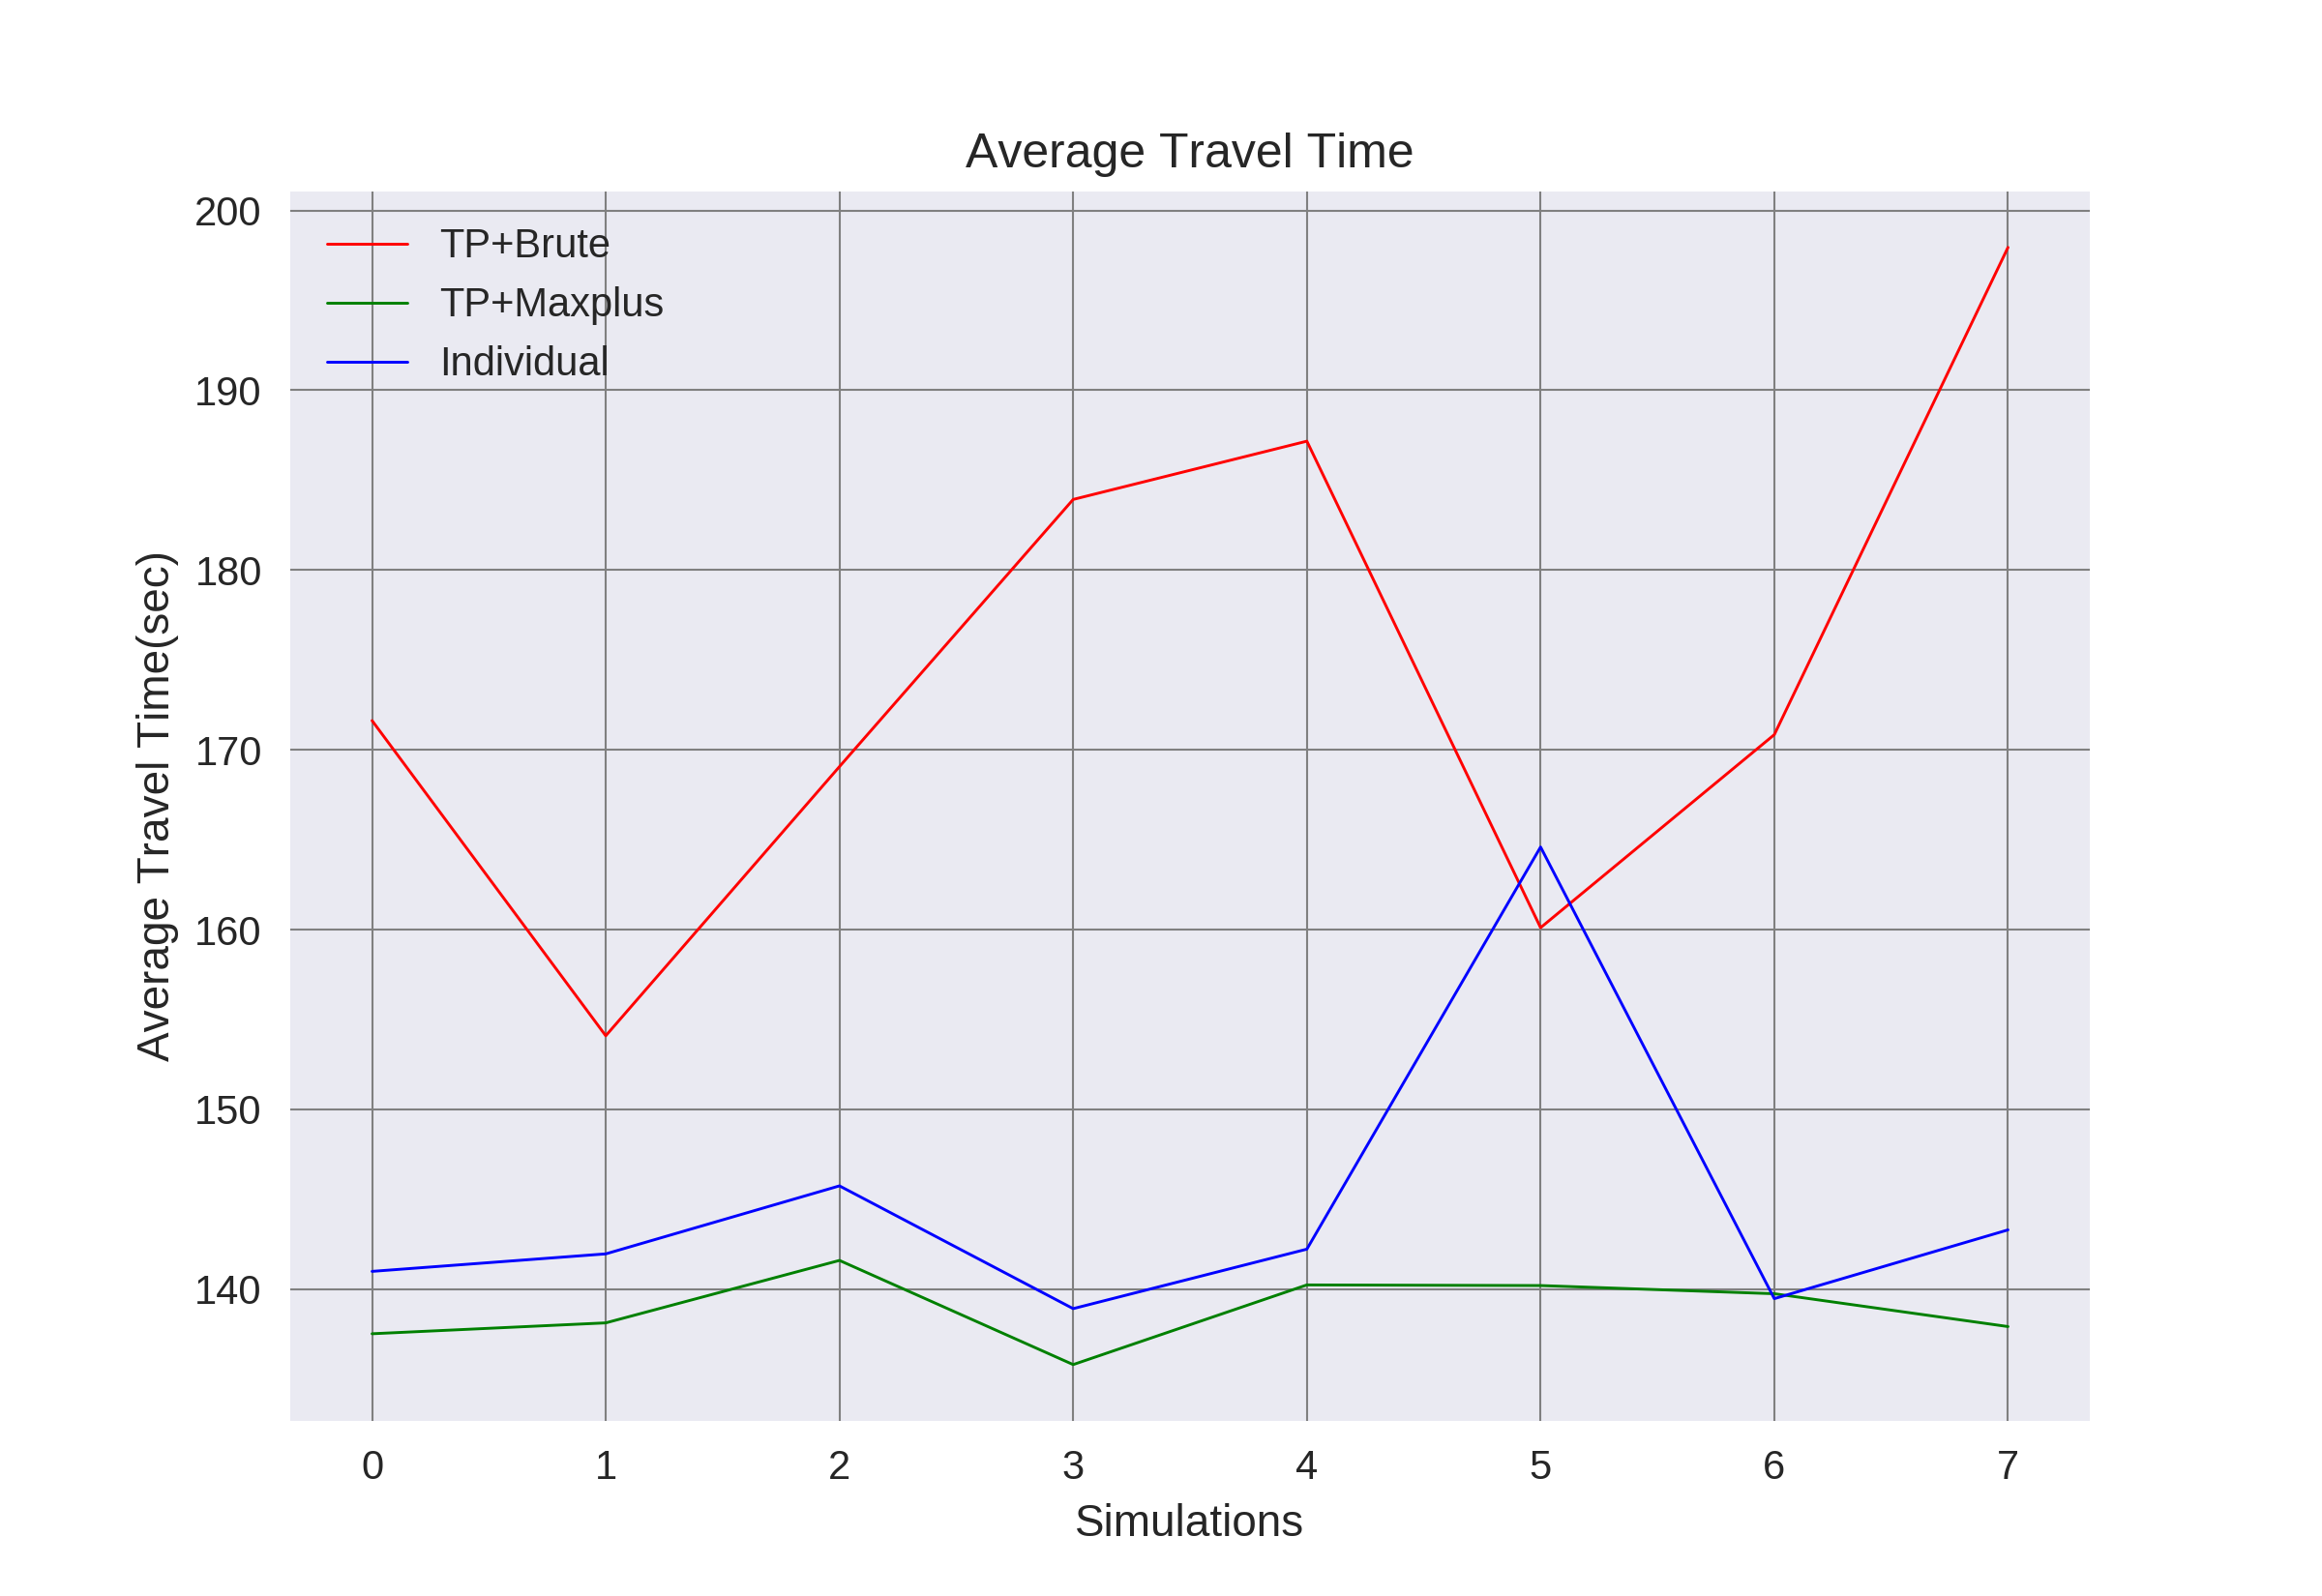 Average Travel Time
200
190
180
170
160
150
140
Average Travel Time(sec)
TP+Brute
TP+Maxplus
Individual
0 1 2 3 4 5 6 7
Simulations